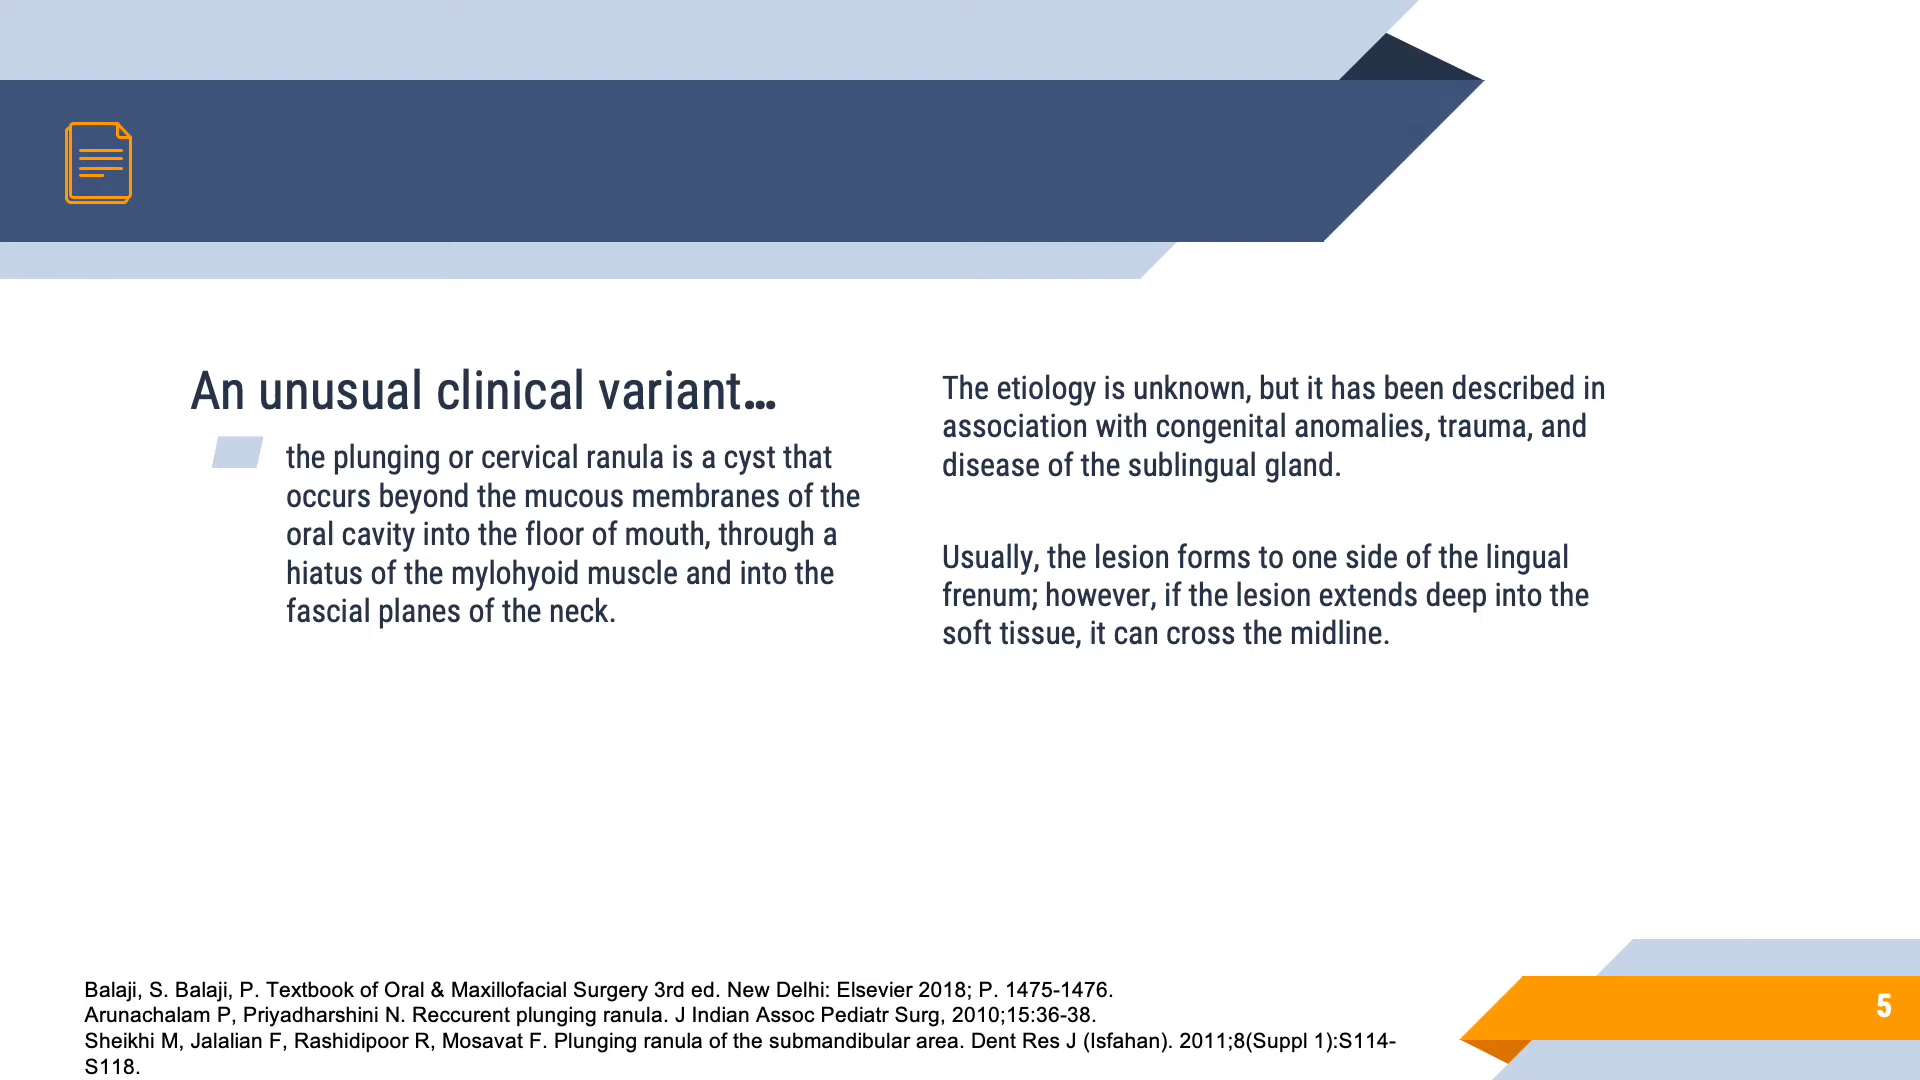 An unusual clinical variant...
the plunging or cervical ranula is a cyst that
occurs beyond the mucous membranes of the
oral cavity into the floor of mouth, through a
hiatus of the mylohyoid muscle and into the
fascial planes of the neck.
The etiology is unknown, but it has been described in
association with congenital anomalies, trauma, and
disease of the sublingual gland.
Usually, the lesion forms to one side of the lingual
frenum; however, if the lesion extends deep into the
soft tissue, it can cross the midline.
Balaji, S. Balaji, P. Textbook of Oral & Maxillofacial Surgery 3rd ed. New Delhi: Elsevier 2018; P. 1475-1476.
Arunachalam P, Priyadharshini N. Reccurent plunging ranula. J Indian Assoc Pediatr Surg, 2010;15:36-38.
Sheikhi M, Jalalian F, Rashidipoor R, Mosavat F. Plunging ranula of the submandibular area. Dent Res J (Isfahan). 2011;8(Suppl 1):S114-
S118.
5